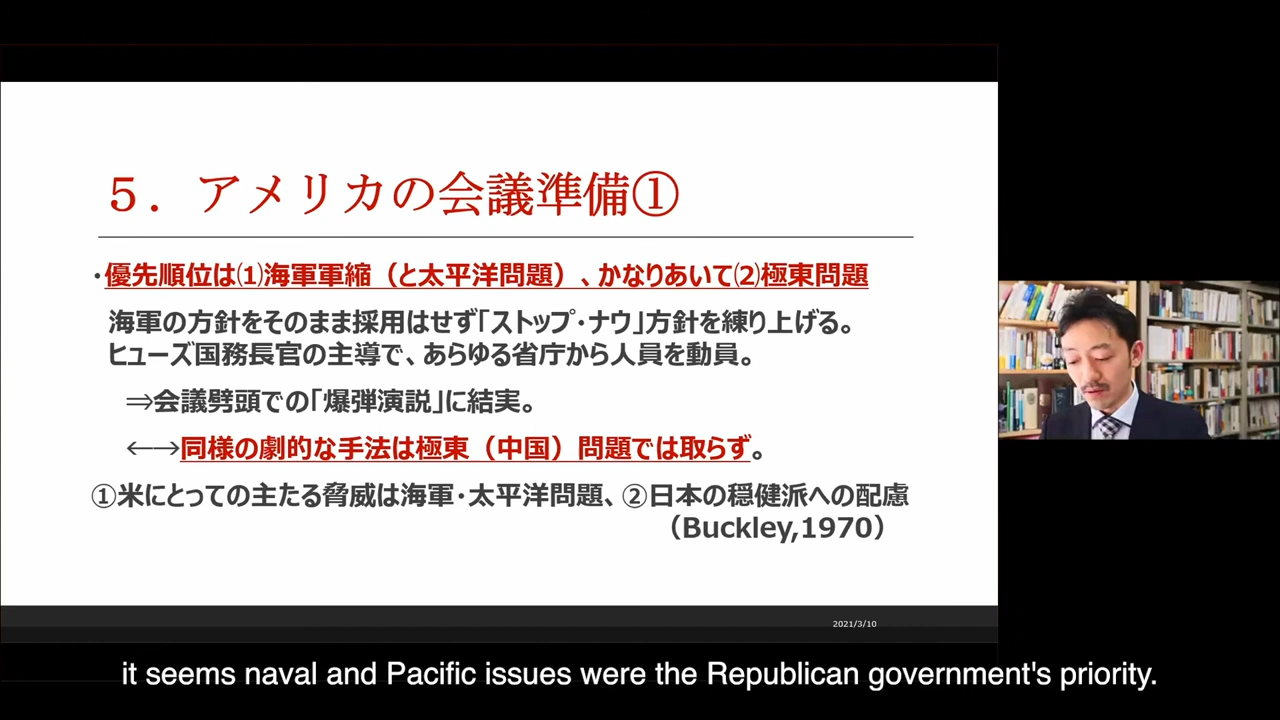 ５．アメリカの会議準備①
・優先順位は⑴海軍軍縮（と太平洋問題）、かなりあいて⑵極東問題
海軍の方針をそのまま採用はせず「ストップ・ナウ」方針を練り上げる。
ヒューズ国務長官の主導で、あらゆる省庁から人員を動員。
⇒会議劈頭での「爆弾演説」に結実。
←→同様の劇的な手法は極東（中国）問題では取らず。
①米にとっての主たる脅威は海軍・太平洋問題、②日本の穏健派への配慮
（Buckley,1970）
2021/3/10
it seems naval and Pacific issues were the Republican government's priority.